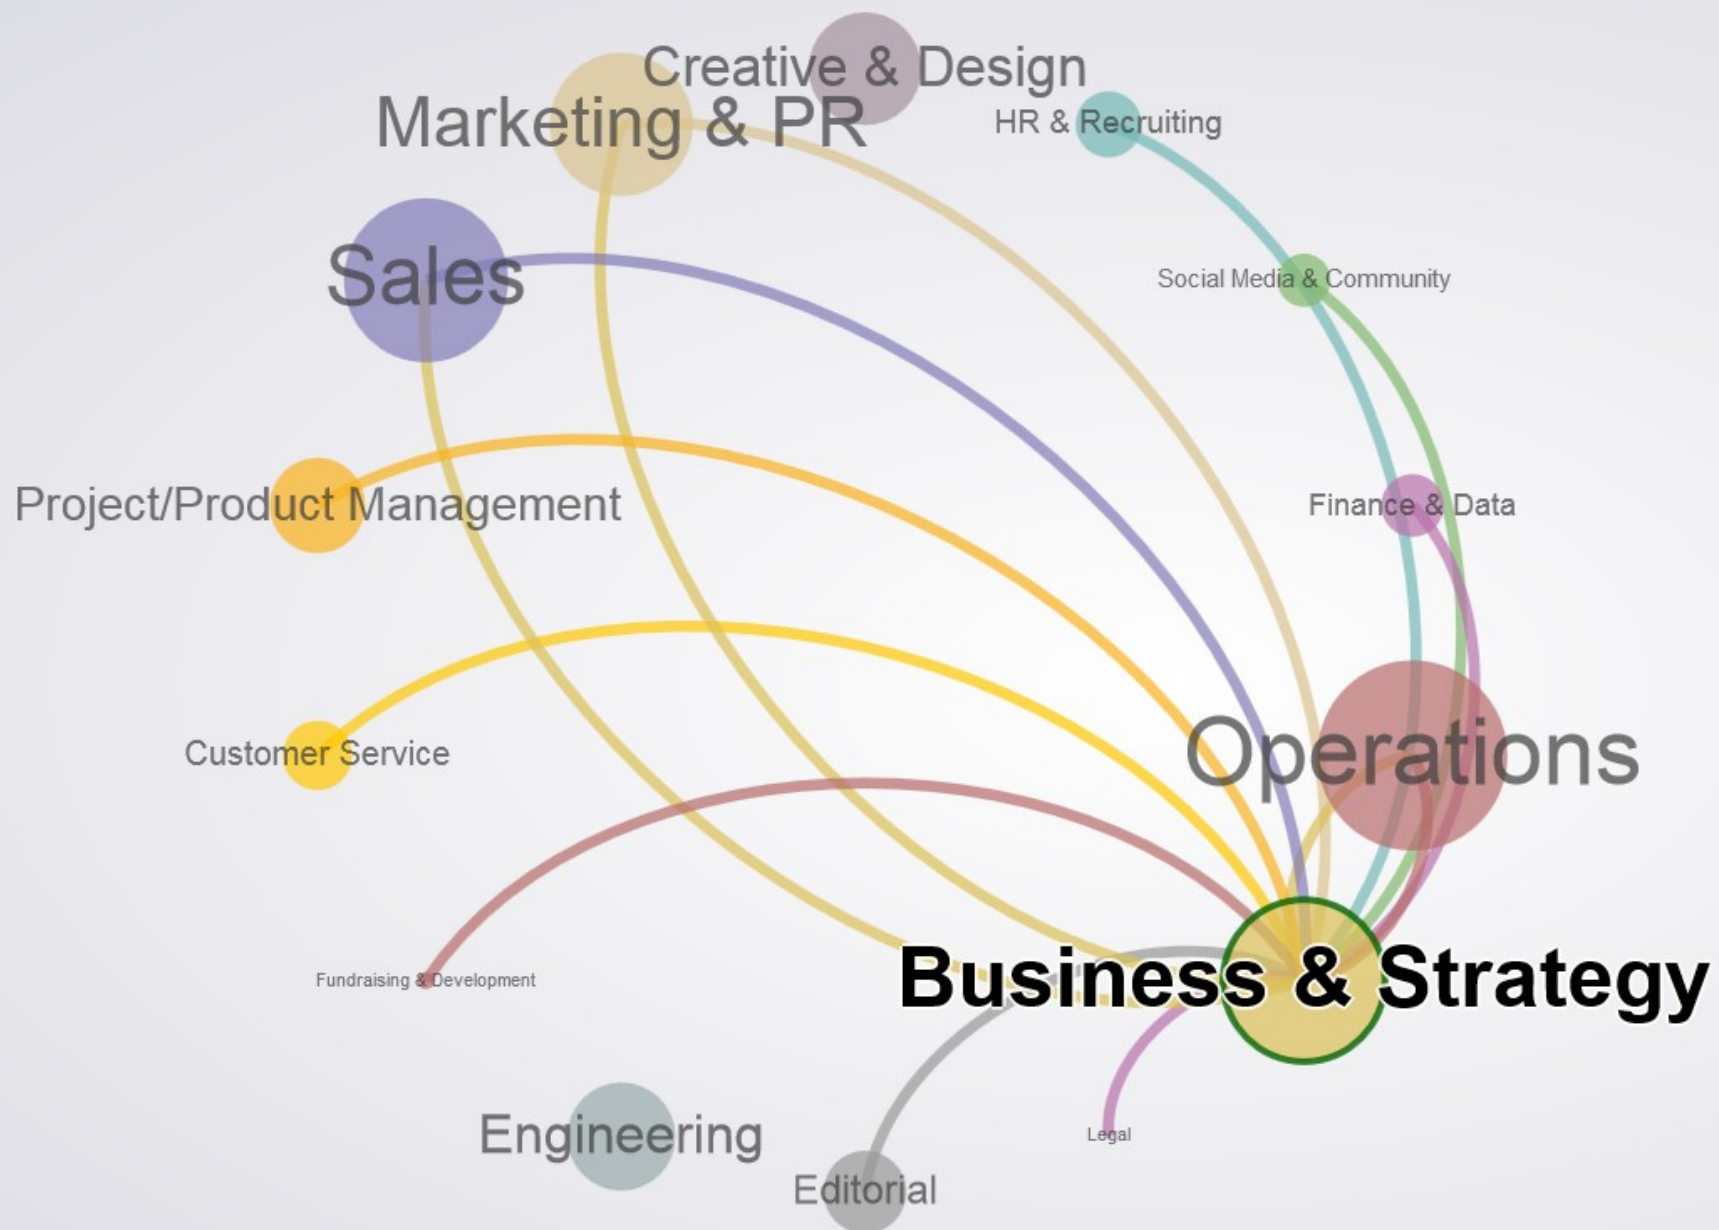 Creative & Design
Marketing & PR
HR & Recruiting
Sales
Social Media & Community
Project/Product Management
Finance & Data
Customer Service
Operations
Fundraising & Development
Business & Strategy
Engineering
Legal
Editorial